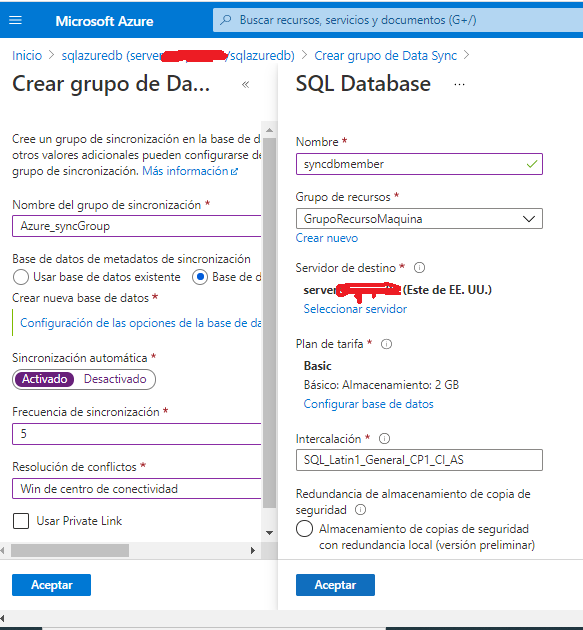 Microsoft Azure
Buscar recursos, servicios y documentos (G+/)
Inicio > sqlazuredb (server /sqlazuredb) > Crear grupo de Data Sync >
Crear grupo de Da... «
Cree un grupo de sincronización en la base de d
otros valores adicionales pueden configurarse de
grupo de sincronización. Más información
Nombre del grupo de sincronización *
Azure_syncGroup
Base de datos de metadatos de sincronización
Usar base de datos existente Base de d
Crear nueva base de datos *
Configuración de las opciones de la base de da
Sincronización automática *
Activado Desactivado
Frecuencia de sincronización *
5
Resolución de conflictos *
Win de centro de conectividad
Usar Private Link
Aceptar
SQL Database ...
Nombre *
syncdbmember
Grupo de recursos *
GrupoRecursoMaquina
Crear nuevo
Servidor de destino *
server (Este de EE. UU.)
Seleccionar servidor
Plan de tarifa *
Basic
Básico: Almacenamiento: 2 GB
Configurar base de datos
Intercalación *
SQL_Latin1_General_CP1_CI_AS
Redundancia de almacenamiento de copia de
seguridad
Almacenamiento de copias de seguridad
con redundancia local (versión preliminar)
Aceptar